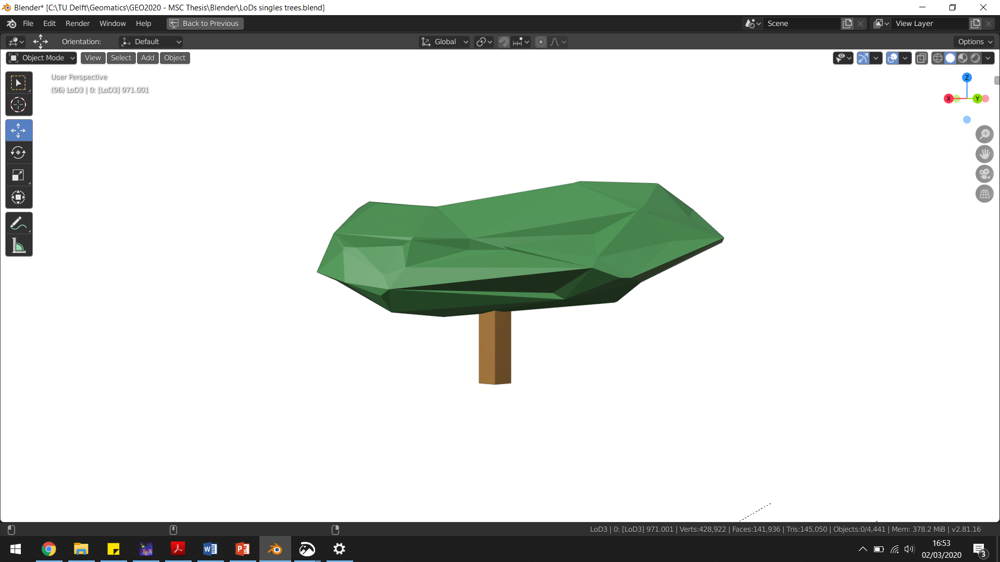 Blender* [C:\TU Delft\Geomatics\GEO2020 - MSC Thesis\Blender\LoDs singles trees.blend]
File Edit Render Window Help Back to Previous Scene View Layer
Orientation: Default Global Options
Object Mode View Select Add Object
User Perspective
(96) LoD3 | 0: [LoD3] 971.001
Z
X Y
LoD3 | 0: [LoD3] 971.001 | Verts:428,922 | Faces:141,936 | Tris:145,050 | Objects:0/4,441 | Mem: 378.2 MiB | v2.81.16
TEX W P 16:53
02/03/2020 3